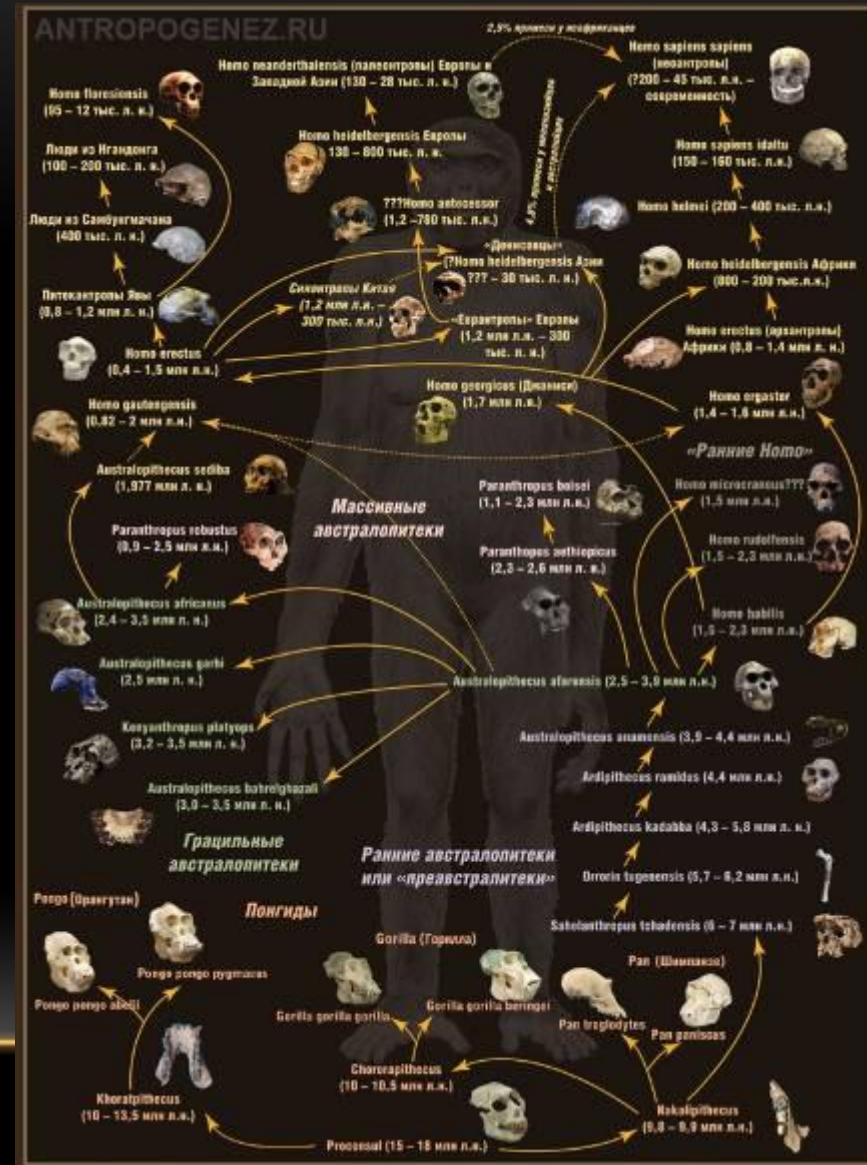 ANTROPOGENEZ.RU
2,5% примеси у неафриканцев
Homo neanderthalensis (палеоантропы) Европы и
Западной Азии (130 – 28 тыс. л. н.)
Homo sapiens sapiens
(неоантропы)
(?200 – 45 тыс. л.н. –
современность)
Homo floresiensis
(95 – 12 тыс. л. н.)
Homo heidelbergensis Европы
130 – 800 тыс. л. н.
Люди из Нгандонга
(100 – 200 тыс. л. н.)
Homo sapiens idaltu
(150 – 160 тыс. л.н.)
???Homo antecessor
(1,2 –780 тыс. л.н.)
Homo helmei (200 – 400 тыс. л.н.)
Люди из Самбунгмачана
(400 тыс. л. н.)
«Денисовцы»
(?Homo heidelbergensis Азии
??? – 30 тыс. л. н.)
Homo heidelbergensis Африки
(800 – 200 тыс.л.н.)
Питекантропы Явы
(0,8 – 1,2 млн л. н.)
Синантропы Китая
(1,2 млн л.н. –
300 тыс. л.н.)
«Еврантропы» Европы
(1,2 млн л.н. – 300
тыс. л. н.)
Homo erectus (архантропы)
Африки (0,8 – 1,4 млн л.н.)
Homo erectus
(0,4 – 1,5 млн л.н.)
Homo georgicus (Дманиси)
(1,7 млн л.н.)
Homo ergaster
(1,4 – 1,6 млн л.н.)
Homo gautengensis
(0,82 – 2 млн л.н.)
«Ранние Homo»
Australopithecus sediba
(1,977 млн л. н.)
Homo microcranous???
(1,5 млн л.н.)
Paranthropus boisei
(1,1 – 2,3 млн л.н.)
Массивные
австралопитеки
Paranthropus robustus
(0,9 – 2,5 млн л.н.)
Homo rudolfensis
(1,5 – 2,3 млн л.н.)
Paranthopus aethiopicus
(2,3 – 2,6 млн л.н.)
Australopithecus africanus
(2,4 – 3,5 млн л. н.)
Homo habilis
(1,5 – 2,3 млн л.н.)
Australopithecus garhi
(2,5 млн л. н.)
Australopithecus afarensis (2,5 – 3,9 млн л.н.)
Kenyanthropus platyops
(3,2 – 3,5 млн л. н.)
Australopithecus anamensis (3,9 – 4,4 млн л.н.)
Ardipithecus ramidus (4,4 млн л.н.)
Australopithecus bahrelghazali
(3,0 – 3,5 млн л. н.)
Ardipithecus kadabba (4,3 – 5,8 млн л. н.)
Грацильные
австралопитеки
Ранние австралопитеки
или «преавстралитеки»
Orrorin tugenensis (5,7 – 6,2 млн л.н.)
Pongo (Орангутан)
Понгиды
Sahelanthropus tchadensis (6 – 7 млн л.н.)
Gorilla (Горилла)
Pan (Шимпанзе)
Pongo pongo pygmaeus
Pongo pongo abelii
Gorilla gorilla gorilla
Gorilla gorilla beringei
Pan troglodytes
Pan paniscus
Khoratpithecus
(10 – 13,5 млн л.н.)
Chororapithecus
(10 – 10,5 млн л.н.)
Nakalipithecus
(9,8 – 9,9 млн л.н.)
Proconsul (15 – 18 млн л.н.)